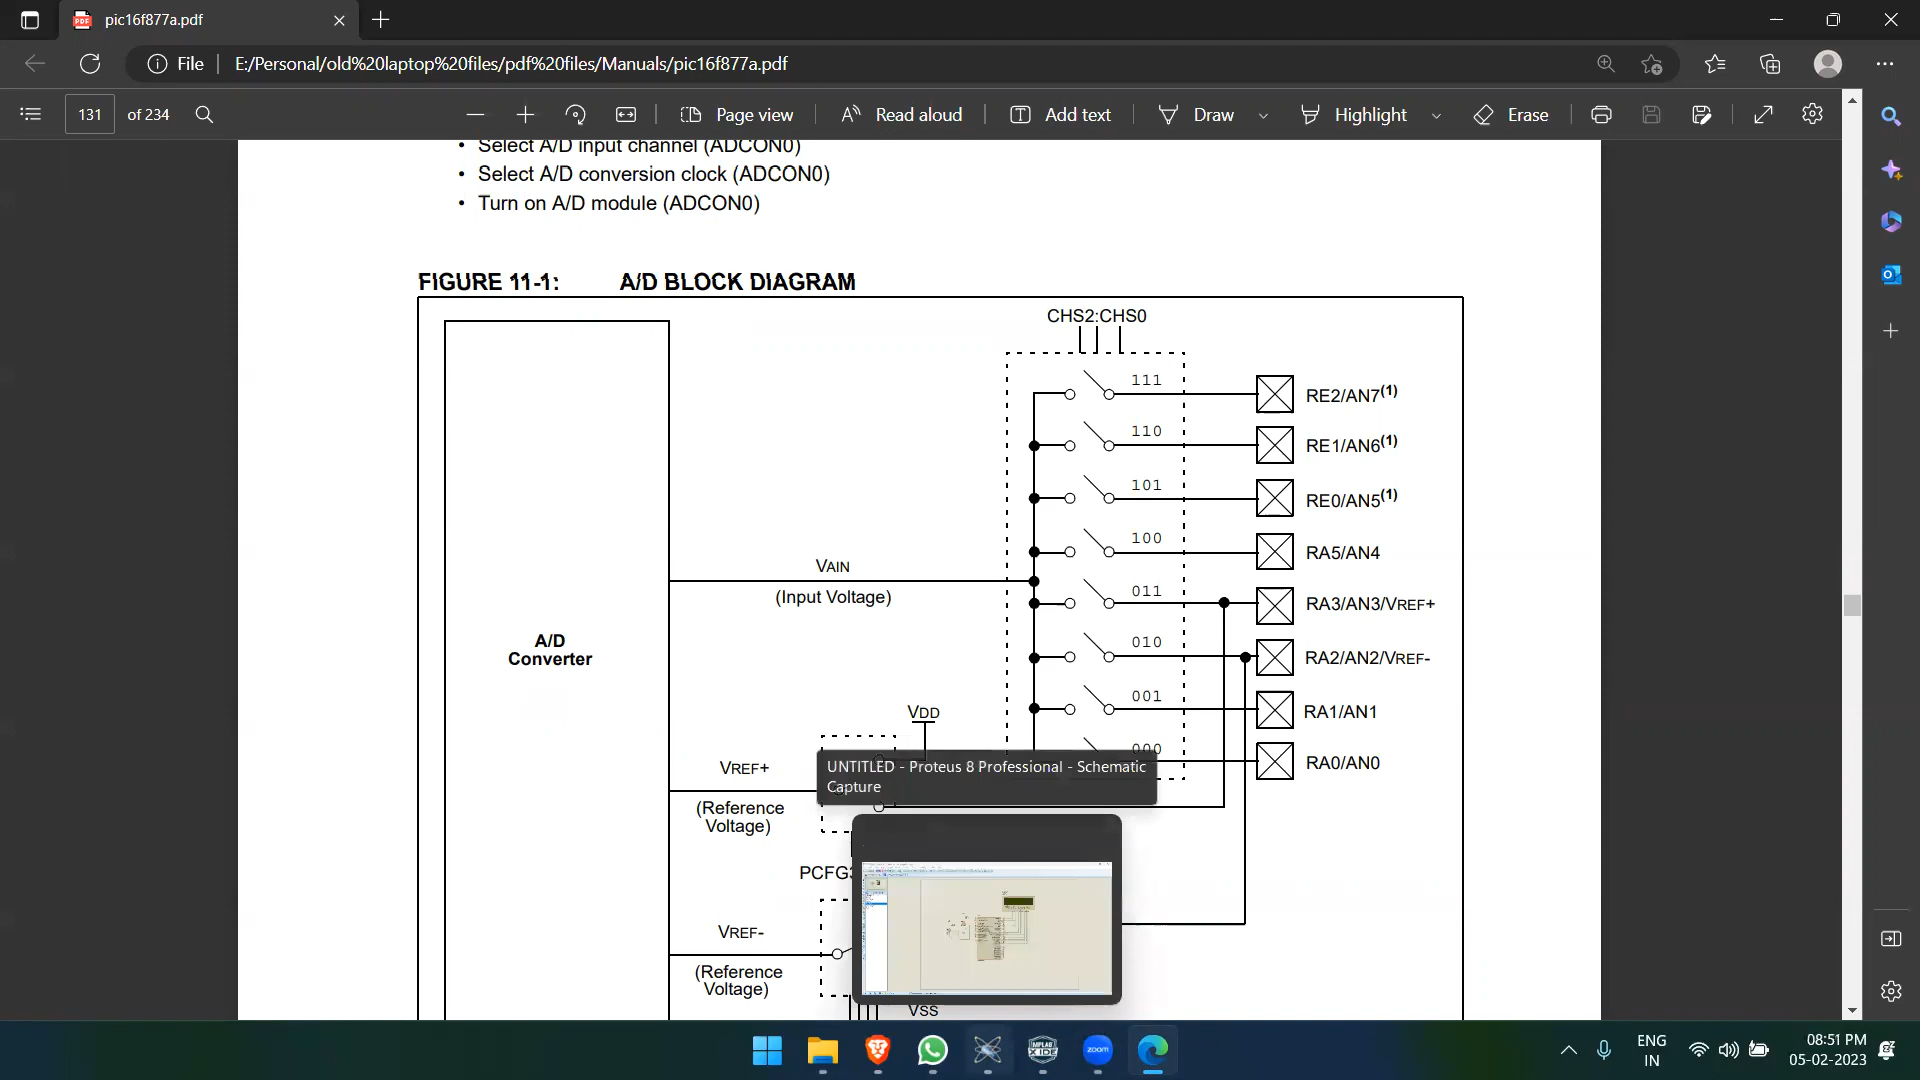 pic16f877a.pdf
File
E:/Personal/old%20laptop%20files/pdf%20files/Manuals/pic16f877a.pdf
131 of 234
Page view
Read aloud
Add text
Draw
Highlight
Erase
• Select A/D input channel (ADCON0)
• Select A/D conversion clock (ADCON0)
• Turn on A/D module (ADCON0)
FIGURE 11-1: A/D BLOCK DIAGRAM
CHS2:CHS0
111 RE2/AN7(1)
110 RE1/AN6(1)
101 RE0/AN5(1)
100 RA5/AN4
VAIN
(Input Voltage)
011 RA3/AN3/VREF+
A/D
Converter
010 RA2/AN2/VREF-
001 RA1/AN1
VDD
000 RA0/AN0
VREF+
(Reference
Voltage)
UNTITLED - Proteus 8 Professional - Schematic
Capture
VREF-
(Reference
Voltage)
VSS
zoom
MPLAB
X IDE
ENG
IN
08:51 PM
05-02-2023